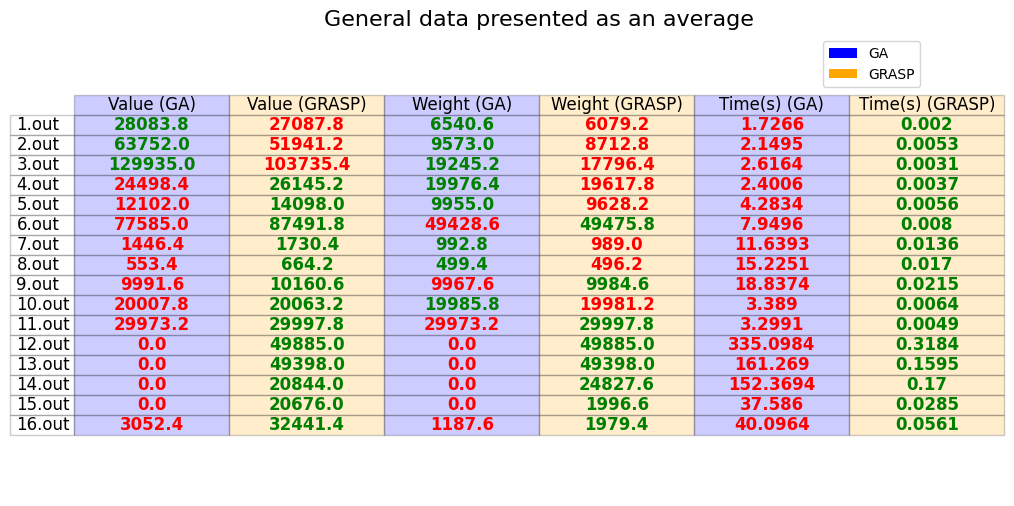 General data presented as an average
GA
GRASP
Value (GA) Value (GRASP) Weight (GA) Weight (GRASP) Time(s) (GA) Time(s) (GRASP)
1.out 28083.8 27087.8 6540.6 6079.2 1.7266 0.002
2.out 63752.0 51941.2 9573.0 8712.8 2.1495 0.0053
3.out 129935.0 103735.4 19245.2 17796.4 2.6164 0.0031
4.out 24498.4 26145.2 19976.4 19617.8 2.4006 0.0037
5.out 12102.0 14098.0 9955.0 9628.2 4.2834 0.0056
6.out 77585.0 87491.8 49428.6 49475.8 7.9496 0.008
7.out 1446.4 1730.4 992.8 989.0 11.6393 0.0136
8.out 553.4 664.2 499.4 496.2 15.2251 0.017
9.out 9991.6 10160.6 9967.6 9984.6 18.8374 0.0215
10.out 20007.8 20063.2 19985.8 19981.2 3.389 0.0064
11.out 29973.2 29997.8 29973.2 29997.8 3.2991 0.0049
12.out 0.0 49885.0 0.0 49885.0 335.0984 0.3184
13.out 0.0 49398.0 0.0 49398.0 161.269 0.1595
14.out 0.0 20844.0 0.0 24827.6 152.3694 0.17
15.out 0.0 20676.0 0.0 1996.6 37.586 0.0285
16.out 3052.4 32441.4 1187.6 1979.4 40.0964 0.0561